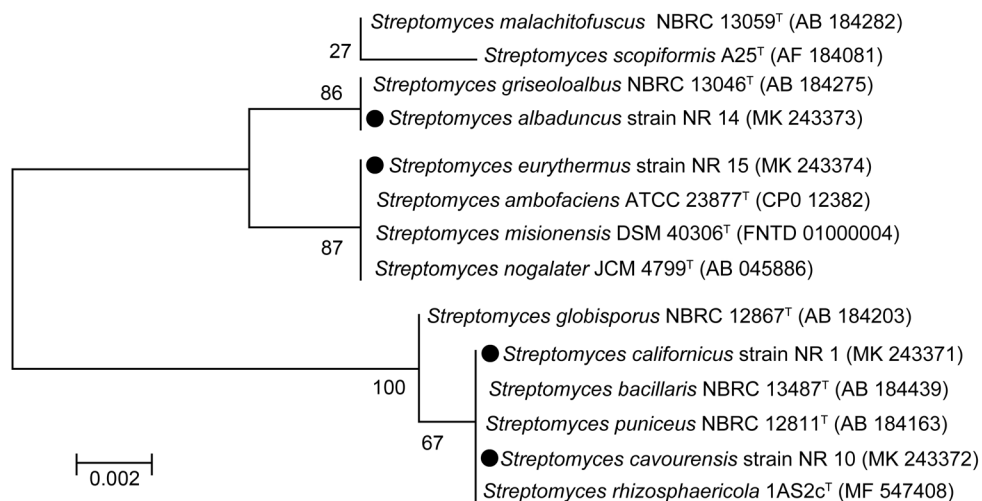 Streptomyces malachitofuscus NBRC 13059ᵀ (AB 184282)
27
Streptomyces scopiformis A25ᵀ (AF 184081)
Streptomyces griseoloalbus NBRC 13046ᵀ (AB 184275)
86
Streptomyces albaduncus strain NR 14 (MK 243373)
Streptomyces eurythermus strain NR 15 (MK 243374)
Streptomyces ambofaciens ATCC 23877ᵀ (CP0 12382)
Streptomyces misionensis DSM 40306ᵀ (FNTD 01000004)
87
Streptomyces nogalater JCM 4799ᵀ (AB 045886)
Streptomyces globisporus NBRC 12867ᵀ (AB 184203)
Streptomyces californicus strain NR 1 (MK 243371)
100
Streptomyces bacillaris NBRC 13487ᵀ (AB 184439)
Streptomyces puniceus NBRC 12811ᵀ (AB 184163)
67
Streptomyces cavourensis strain NR 10 (MK 243372)
0.002
Streptomyces rhizosphaericola 1AS2cᵀ (MF 547408)